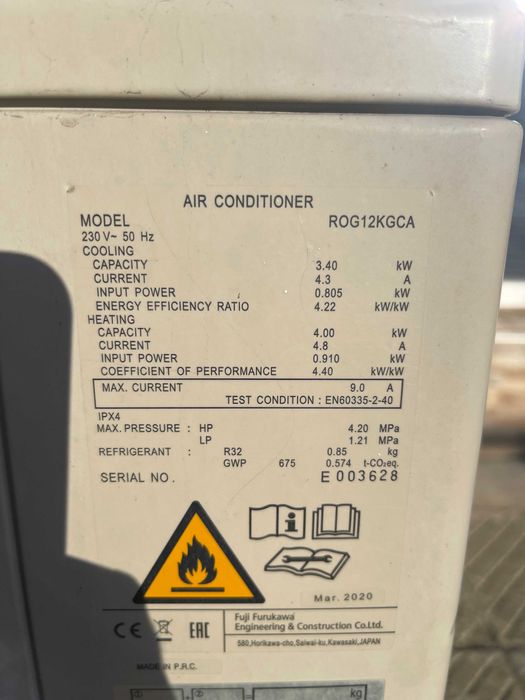 AIR CONDITIONER
MODEL ROG12KGCA
230 V~ 50 Hz
COOLING
CAPACITY 3.40 kW
CURRENT 4.3 A
INPUT POWER 0.805 kW
ENERGY EFFICIENCY RATIO 4.22 kW/kW
HEATING
CAPACITY 4.00 kW
CURRENT 4.8 A
INPUT POWER 0.910 kW
COEFFICIENT OF PERFORMANCE 4.40 kW/kW
MAX. CURRENT 9.0 A
TEST CONDITION : EN60335-2-40
IPX4
MAX. PRESSURE : HP 4.20 MPa
LP 1.21 MPa
REFRIGERANT : R32 0.85 kg
GWP 675 0.574 t-CO₂eq.
SERIAL NO. E003628
Mar. 2020
CE EAC
Fuji Furukawa
Engineering & Construction Co.Ltd.
580,Horikawa-cho,Saiwai-ku,Kawasaki,JAPAN
MADE IN P.R.C.
① + ② = kg